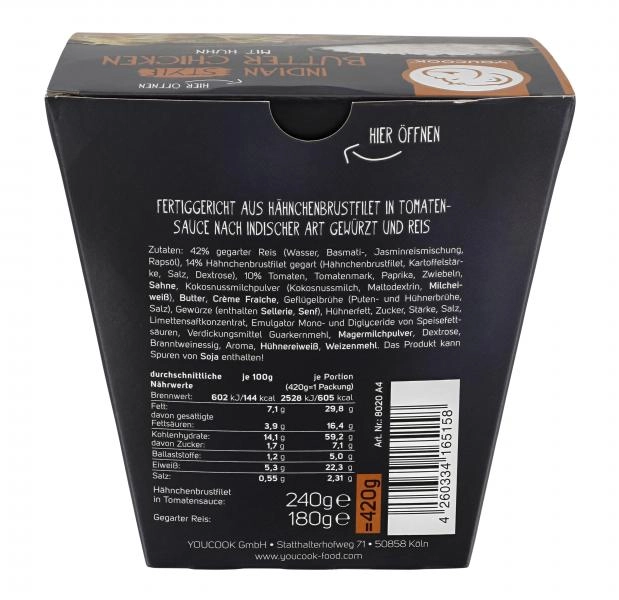 YOUCOOK
INDIAN
STYLE
BUTTER CHICKEN
MIT HUHN
HIER ÖFFNEN
HIER ÖFFNEN
FERTIGGERICHT AUS HÄHNCHENBRUSTFILET IN TOMATEN-
SAUCE NACH INDISCHER ART GEWÜRZT UND REIS
Zutaten: 42% gegarter Reis (Wasser, Basmati-, Jasminreismischung,
Rapsöl), 14% Hähnchenbrustfilet gegart (Hähnchenbrustfilet, Kartoffelstär-
ke, Salz, Dextrose), 10% Tomaten, Tomatenmark, Paprika, Zwiebeln,
Sahne, Kokosnussmilchpulver (Kokosnussmilch, Maltodextrin, Milchei-
weiß), Butter, Crème Fraîche, Geflügelbrühe (Puten- und Hühnerbrühe,
Salz), Gewürze (enthalten Sellerie, Senf), Hühnerfett, Zucker, Stärke, Salz,
Limettensaftkonzentrat, Emulgator Mono- und Diglyceride von Speisefett-
säuren, Verdickungsmittel Guarkernmehl, Magermilchpulver, Dextrose,
Branntweinessig, Aroma, Hühnereiweiß, Weizenmehl. Das Produkt kann
Spuren von Soja enthalten!
durchschnittliche je 100g je Portion
Nährwerte (420g=1 Packung)
Brennwert: 602 kJ/144 kcal 2528 kJ/605 kcal
Fett: 7,1 g 29,8 g
davon gesättigte
Fettsäuren: 3,9 g 16,4 g
Kohlenhydrate: 14,1 g 59,2 g
davon Zucker: 1,7 g 7,1 g
Ballaststoffe: 1,2 g 5,0 g
Eiweiß: 5,3 g 22,3 g
Salz: 0,55 g 2,31 g
Hähnchenbrustfilet
in Tomatensauce: 240g e
Gegarter Reis: 180g e
=420g
Art. Nr.: 8020 A4
4 260334 165158
YOUCOOK GmbH • Statthalterhofweg 71 • 50858 Köln
www.youcook-food.com